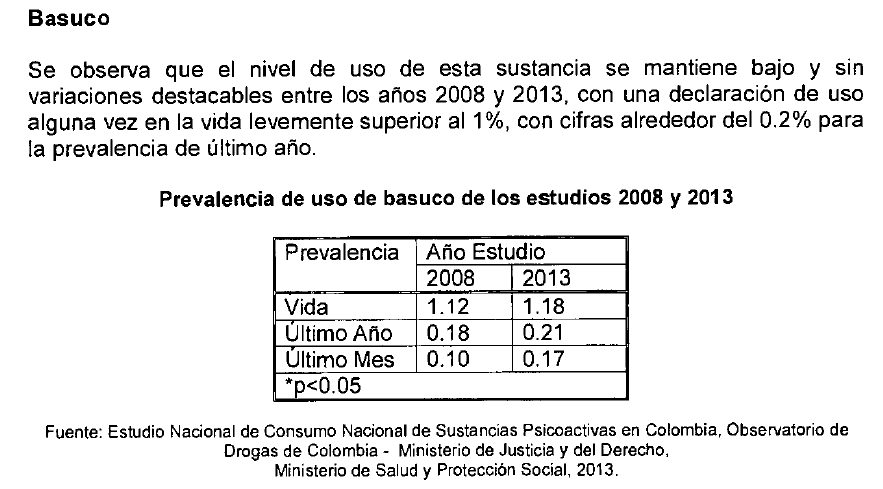 Basuco
Se observa que el nivel de uso de esta sustancia se mantiene bajo y sin
variaciones destacables entre los años 2008 y 2013, con una declaración de uso
alguna vez en la vida levemente superior al 1%, con cifras alrededor del 0.2% para
la prevalencia de último año.
Prevalencia de uso de basuco de los estudios 2008 y 2013
Prevalencia Año Estudio
2008 2013
Vida 1.12 1.18
Último Año 0.18 0.21
Último Mes 0.10 0.17
*p<0.05
Fuente: Estudio Nacional de Consumo Nacional de Sustancias Psicoactivas en Colombia, Observatorio de
Drogas de Colombia - Ministerio de Justicia y del Derecho,
Ministerio de Salud y Protección Social, 2013.